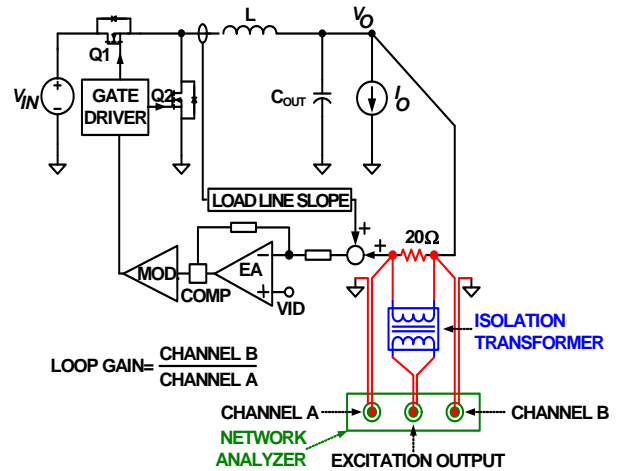 L
VO
Q1
Q2
VIN
GATE
DRIVER
COUT
IO
LOAD LINE SLOPE
+
+
20Ω
MOD
COMP
EA
−
+
VID
ISOLATION
TRANSFORMER
LOOP GAIN= CHANNEL B
CHANNEL A
CHANNEL A
CHANNEL B
NETWORK
ANALYZER
EXCITATION OUTPUT